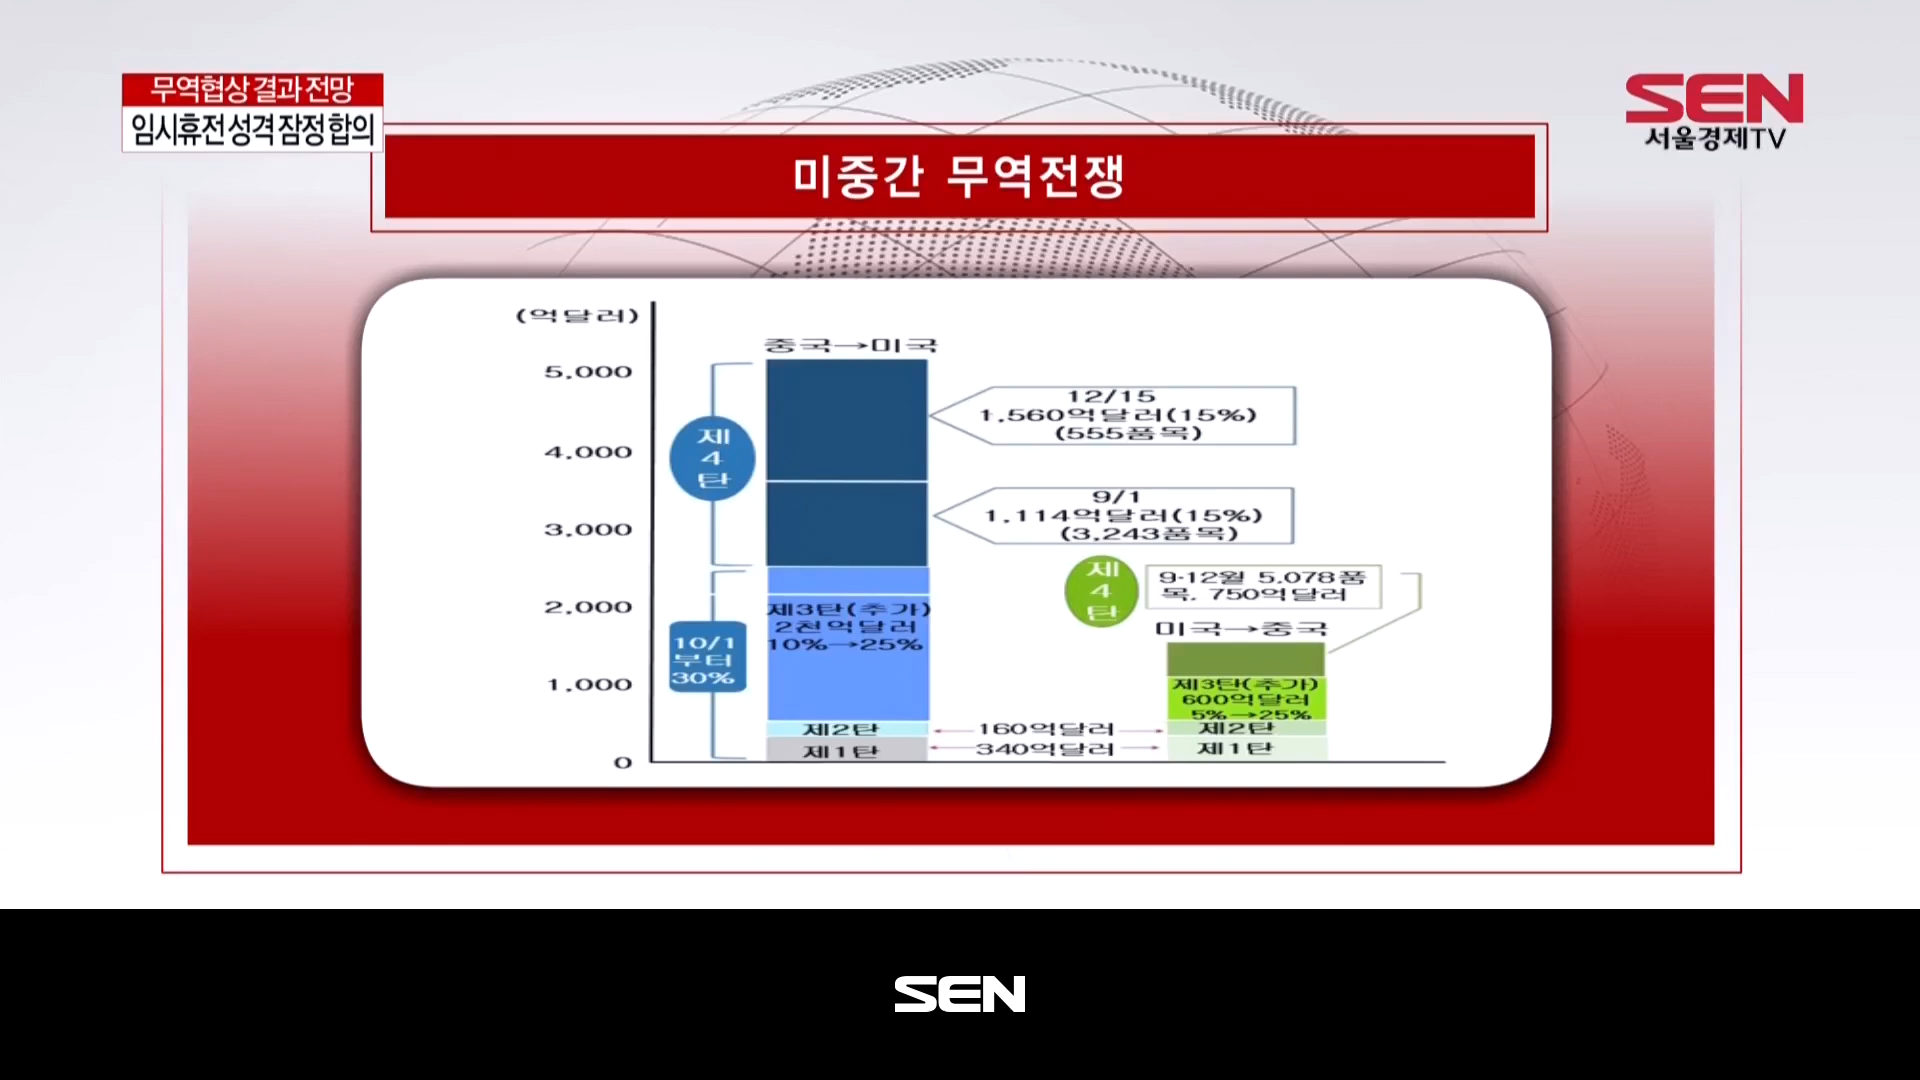 무역협상 결과 전망
임시휴전 성격 잠정 합의
SEN
서울경제TV
미중간 무역전쟁
(억달러)
5,000
4,000
3,000
2,000
1,000
0
중국→미국
제
4
탄
12/15
1,560억달러(15%)
(555품목)
9/1
1,114억달러(15%)
(3,243품목)
10/1
부터
30%
제3탄(추가)
2천억달러
10%→25%
제2탄
제1탄
160억달러
340억달러
제
4
탄
9·12월 5,078품
목, 750억달러
미국→중국
제3탄(추가)
600억달러
5%→25%
제2탄
제1탄
SEN